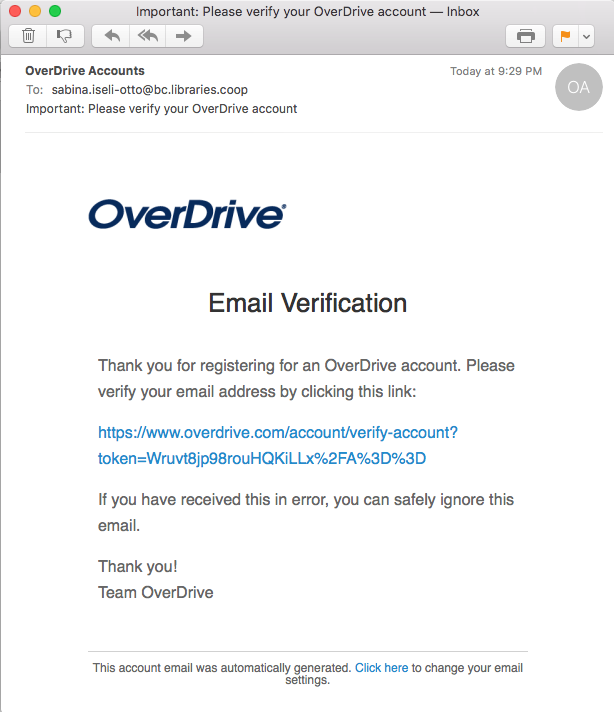 Important: Please verify your OverDrive account — Inbox
OverDrive Accounts
Today at 9:29 PM
OA
To: sabina.iseli-otto@bc.libraries.coop
Important: Please verify your OverDrive account
OverDrive®
Email Verification
Thank you for registering for an OverDrive account. Please
verify your email address by clicking this link:
https://www.overdrive.com/account/verify-account?
token=Wruvt8jp98rouHQKiLLx%2FA%3D%3D
If you have received this in error, you can safely ignore this
email.
Thank you!
Team OverDrive
This account email was automatically generated. Click here to change your email
settings.